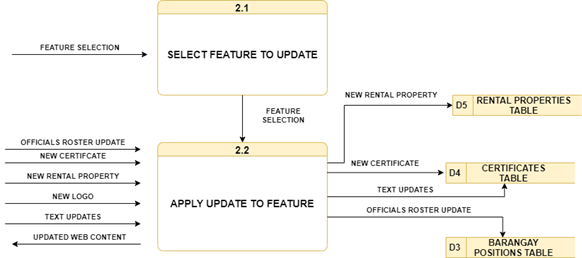 2.1
FEATURE SELECTION
SELECT FEATURE TO UPDATE
NEW RENTAL PROPERTY
D5
RENTAL PROPERTIES
TABLE
FEATURE
SELECTION
OFFICIALS ROSTER UPDATE
2.2
NEW CERTIFCATE
NEW CERTIFICATE
D4
CERTIFICATES
TABLE
NEW RENTAL PROPERTY
TEXT UPDATES
NEW LOGO
APPLY UPDATE TO FEATURE
OFFICIALS ROSTER UPDATE
TEXT UPDATES
UPDATED WEB CONTENT
D3
BARANGAY
POSITIONS TABLE